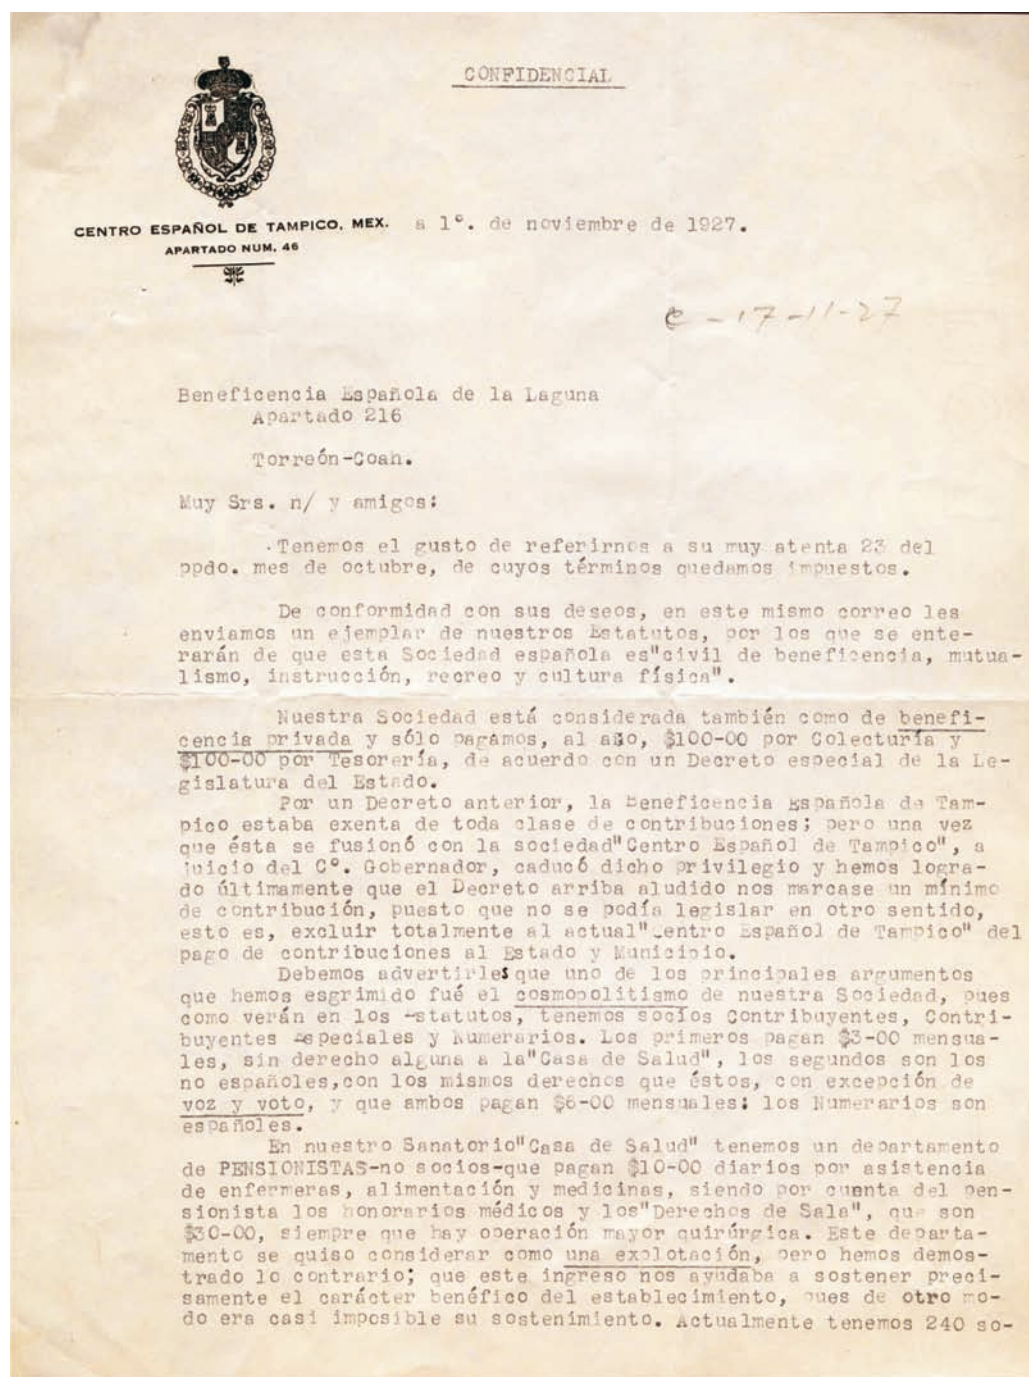 CONFIDENCIAL
CENTRO ESPAÑOL DE TAMPICO, MEX. a 1º. de noviembre de 1927.
APARTADO NUM. 46
c - 17-11-27
Beneficencia Española de la Laguna
Apartado 216
Torreón-Coah.
Muy Srs. n/ y amigos:
Tenemos el gusto de referirnos a su muy atenta 23 del
ppdo. mes de octubre, de cuyos términos quedamos impuestos.
De conformidad con sus deseos, en este mismo correo les
enviamos un ejemplar de nuestros Estatutos, por los que se ente-
rarán de que esta Sociedad española es"civil de beneficencia, mutua-
lismo, instrucción, recreo y cultura física".
Nuestra Sociedad está considerada también como de benefi-
cencia privada y sólo pagamos, al año, $100-00 por Colecturía y
$100-00 por Tesorería, de acuerdo con un Decreto especial de la Le-
gislatura del Estado.
Por un Decreto anterior, la Beneficencia Española de Tam-
pico estaba exenta de toda clase de contribuciones; pero una vez
que ésta se fusionó con la sociedad"Centro Español de Tampico", a
juicio del Cº. Gobernador, caducó dicho privilegio y hemos logra-
do últimamente que el Decreto arriba aludido nos marcase un mínimo
de contribución, puesto que no se podía legislar en otro sentido,
esto es, excluir totalmente al actual"Centro Español de Tampico" del
pago de contribuciones al Estado y Municipio.
Debemos advertirles que uno de los principales argumentos
que hemos esgrimido fué el cosmopolitismo de nuestra Sociedad, pues
como verán en los Estatutos, tenemos socios Contribuyentes, Contri-
buyentes Especiales y Numerarios. Los primeros pagan $3-00 mensua-
les, sin derecho alguna a la"Casa de Salud", los segundos son los
no españoles,con los mismos derechos que éstos, con excepción de
voz y voto, y que ambos pagan $6-00 mensuales: los Numerarios son
españoles.
En nuestro Sanatorio"Casa de Salud" tenemos un departamento
de PENSIONISTAS-no socios-que pagan $10-00 diarios por asistencia
de enfermeras, alimentación y medicinas, siendo por cuenta del pen-
sionista los honorarios médicos y los"Derechos de Sala", que son
$30-00, siempre que hay operación mayor quirúrgica. Este departa-
mento se quiso considerar como una explotación, pero hemos demos-
trado lo contrario; que este ingreso nos ayudaba a sostener preci-
samente el carácter benéfico del establecimiento, pues de otro mo-
do era casi imposible su sostenimiento. Actualmente tenemos 240 so-